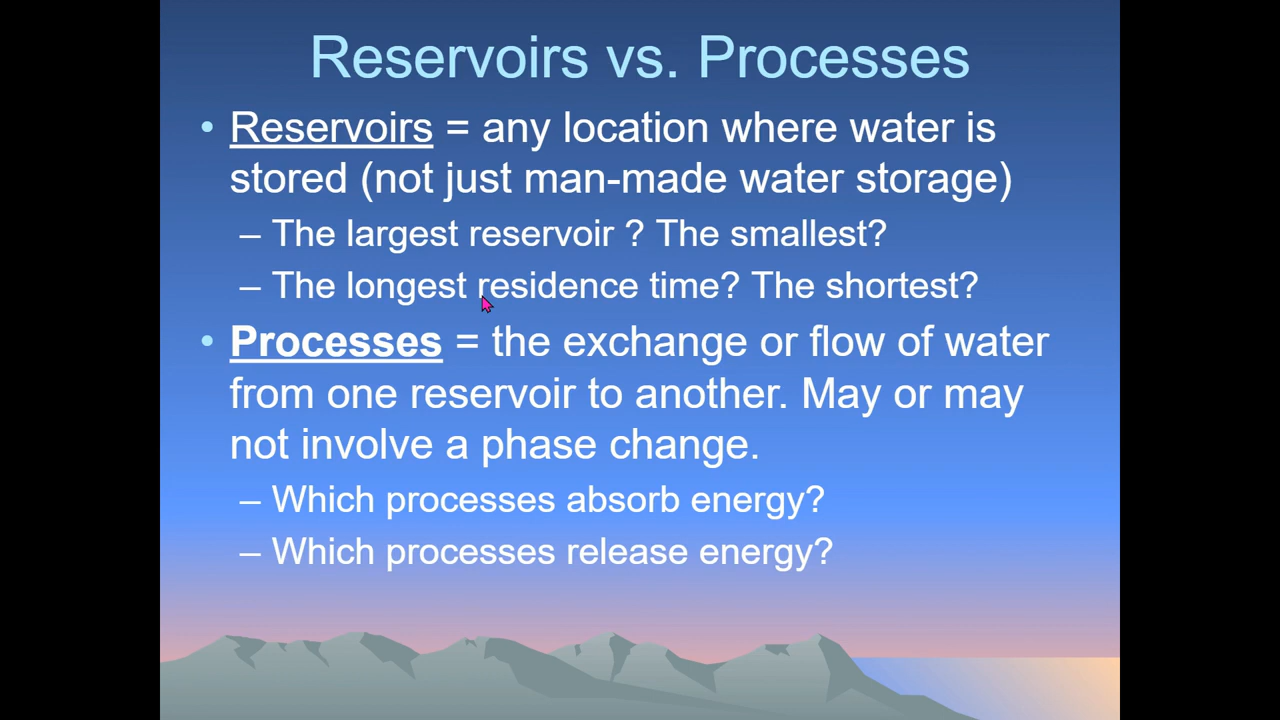 Reservoirs vs. Processes
• Reservoirs = any location where water is
stored (not just man-made water storage)
– The largest reservoir ? The smallest?
– The longest residence time? The shortest?
• Processes = the exchange or flow of water
from one reservoir to another. May or may
not involve a phase change.
– Which processes absorb energy?
– Which processes release energy?